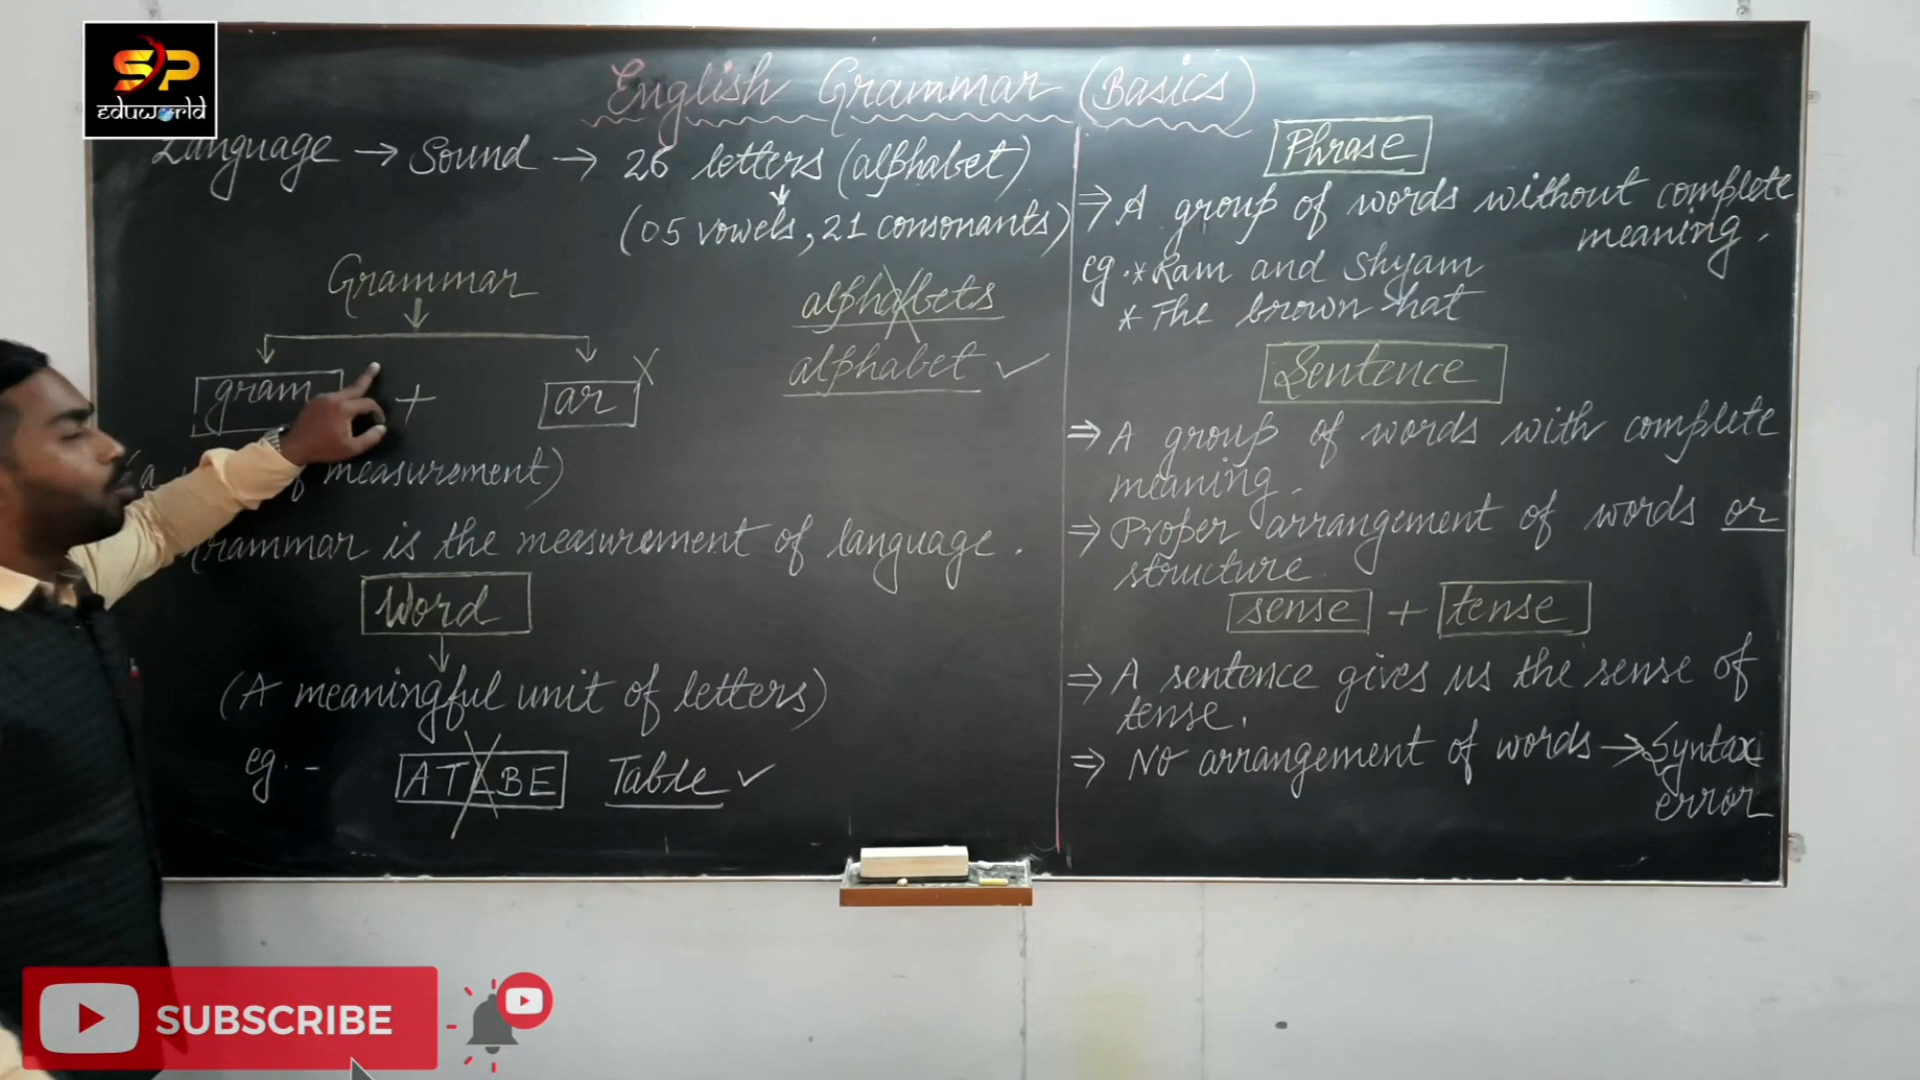 SP
eduworld
English Grammar (Basics)
Language → Sound → 26 letters (alphabet)
(05 vowels, 21 consonants)
Grammar
alphabets
alphabet ✓
gram + ar X
(a of measurement)
Grammar is the measurement of language.
Word
(A meaningful unit of letters)
eg. - ATLBE Table ✓
Phrase
⇒ A group of words without complete
meaning.
eg. * Ram and Shyam
* The brown hat
Sentence
⇒ A group of words with complete
meaning.
⇒ Proper arrangement of words or
structure
sense + tense
⇒ A sentence gives us the sense of
tense.
⇒ No arrangement of words → Syntax
error
SUBSCRIBE